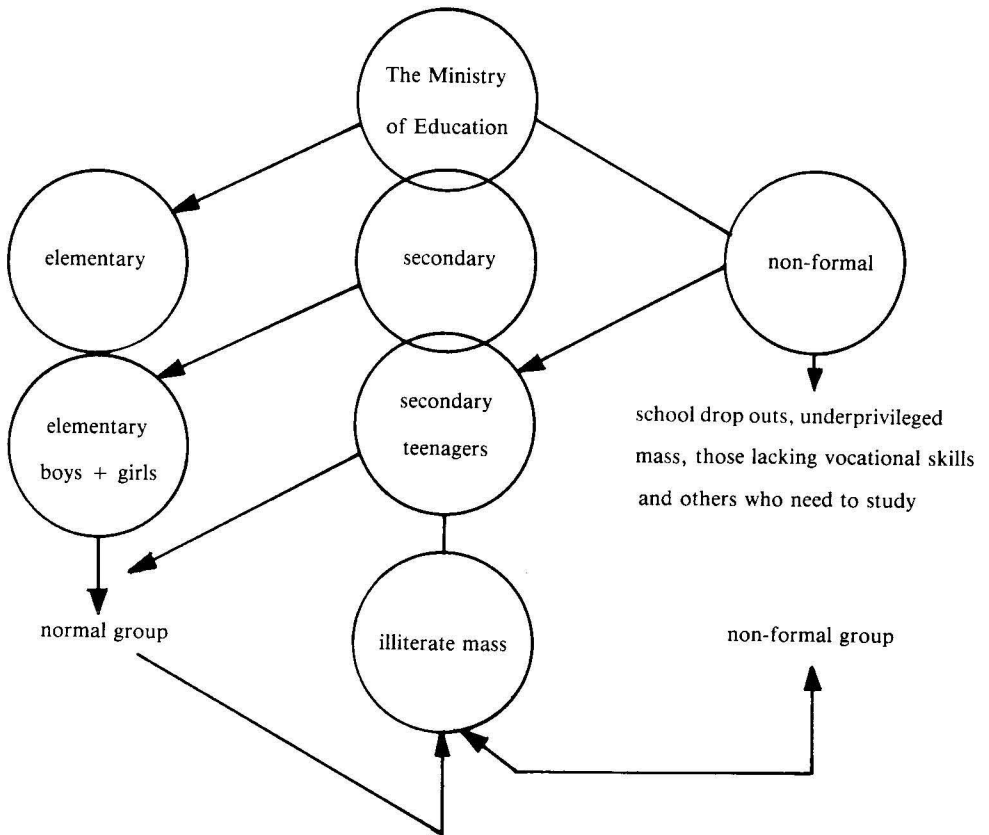 The Ministry
of Education
elementary
secondary
non-formal
elementary
boys + girls
secondary
teenagers
school drop outs, underprivileged
mass, those lacking vocational skills
and others who need to study
normal group
illiterate mass
non-formal group